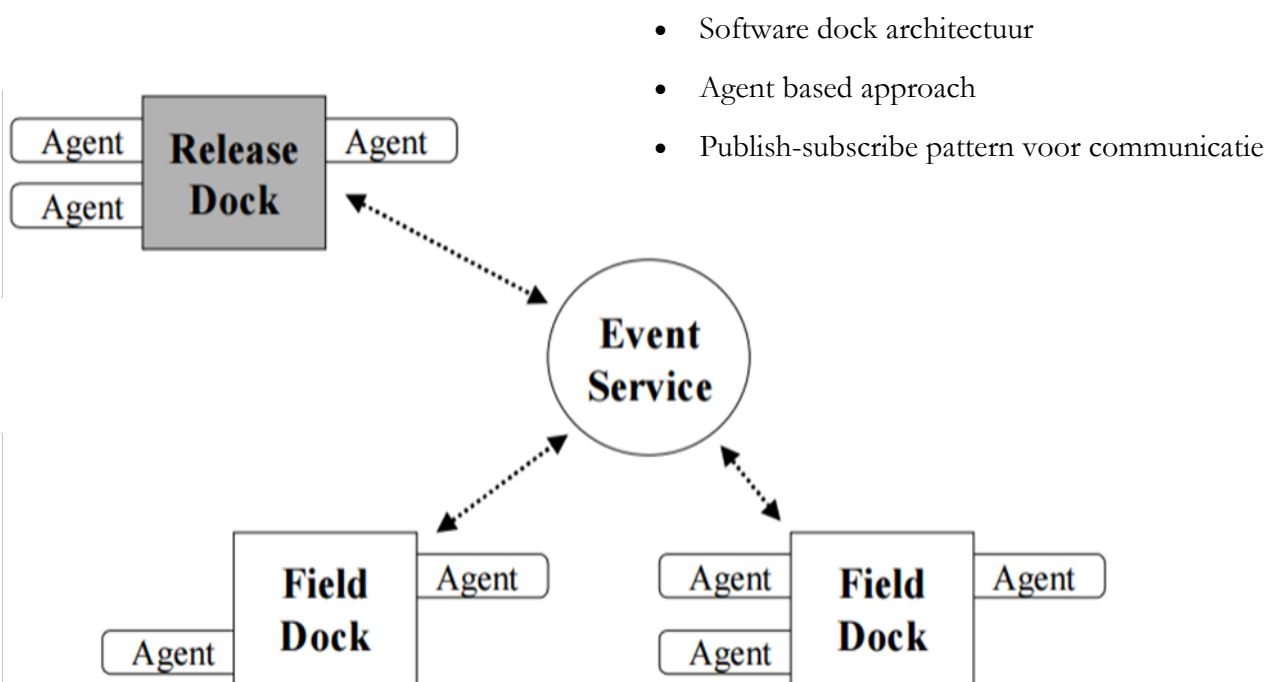 • Software dock architectuur
• Agent based approach
• Publish-subscribe pattern voor communicatie
Agent
Release
Dock
Agent
Agent
Event
Service
Field
Dock
Agent
Agent
Agent
Field
Dock
Agent
Agent